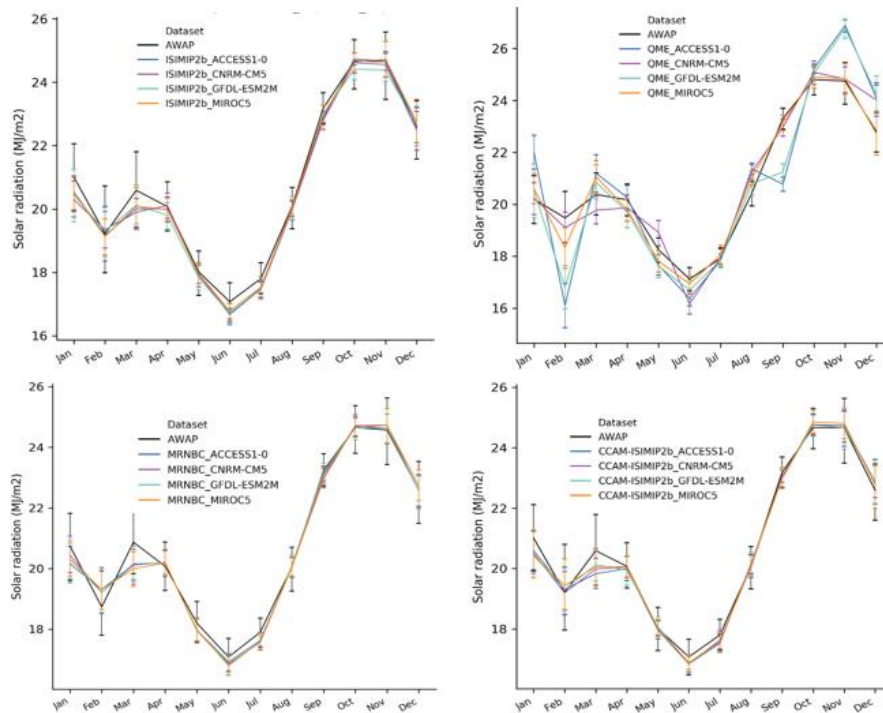 26
24
22
20
18
16
Solar radiation (MJ/m2)
Dataset
AWAP
ISIMIP2b_ACCESS1-0
ISIMIP2b_CNRM-CM5
ISIMIP2b_GFDL-ESM2M
ISIMIP2b_MIROC5
Jan Feb Mar Apr May Jun Jul Aug Sep Oct Nov Dec
26
24
22
20
18
16
Solar radiation (MJ/m2)
Dataset
AWAP
QME_ACCESS1-0
QME_CNRM-CM5
QME_GFDL-ESM2M
QME_MIROC5
Jan Feb Mar Apr May Jun Jul Aug Sep Oct Nov Dec
26
24
22
20
18
Solar radiation (MJ/m2)
Dataset
AWAP
MRNBC_ACCESS1-0
MRNBC_CNRM-CM5
MRNBC_GFDL-ESM2M
MRNBC_MIROC5
Jan Feb Mar Apr May Jun Jul Aug Sep Oct Nov Dec
26
24
22
20
18
Solar radiation (MJ/m2)
Dataset
AWAP
CCAM-ISIMIP2b_ACCESS1-0
CCAM-ISIMIP2b_CNRM-CM5
CCAM-ISIMIP2b_GFDL-ESM2M
CCAM-ISIMIP2b_MIROC5
Jan Feb Mar Apr May Jun Jul Aug Sep Oct Nov Dec